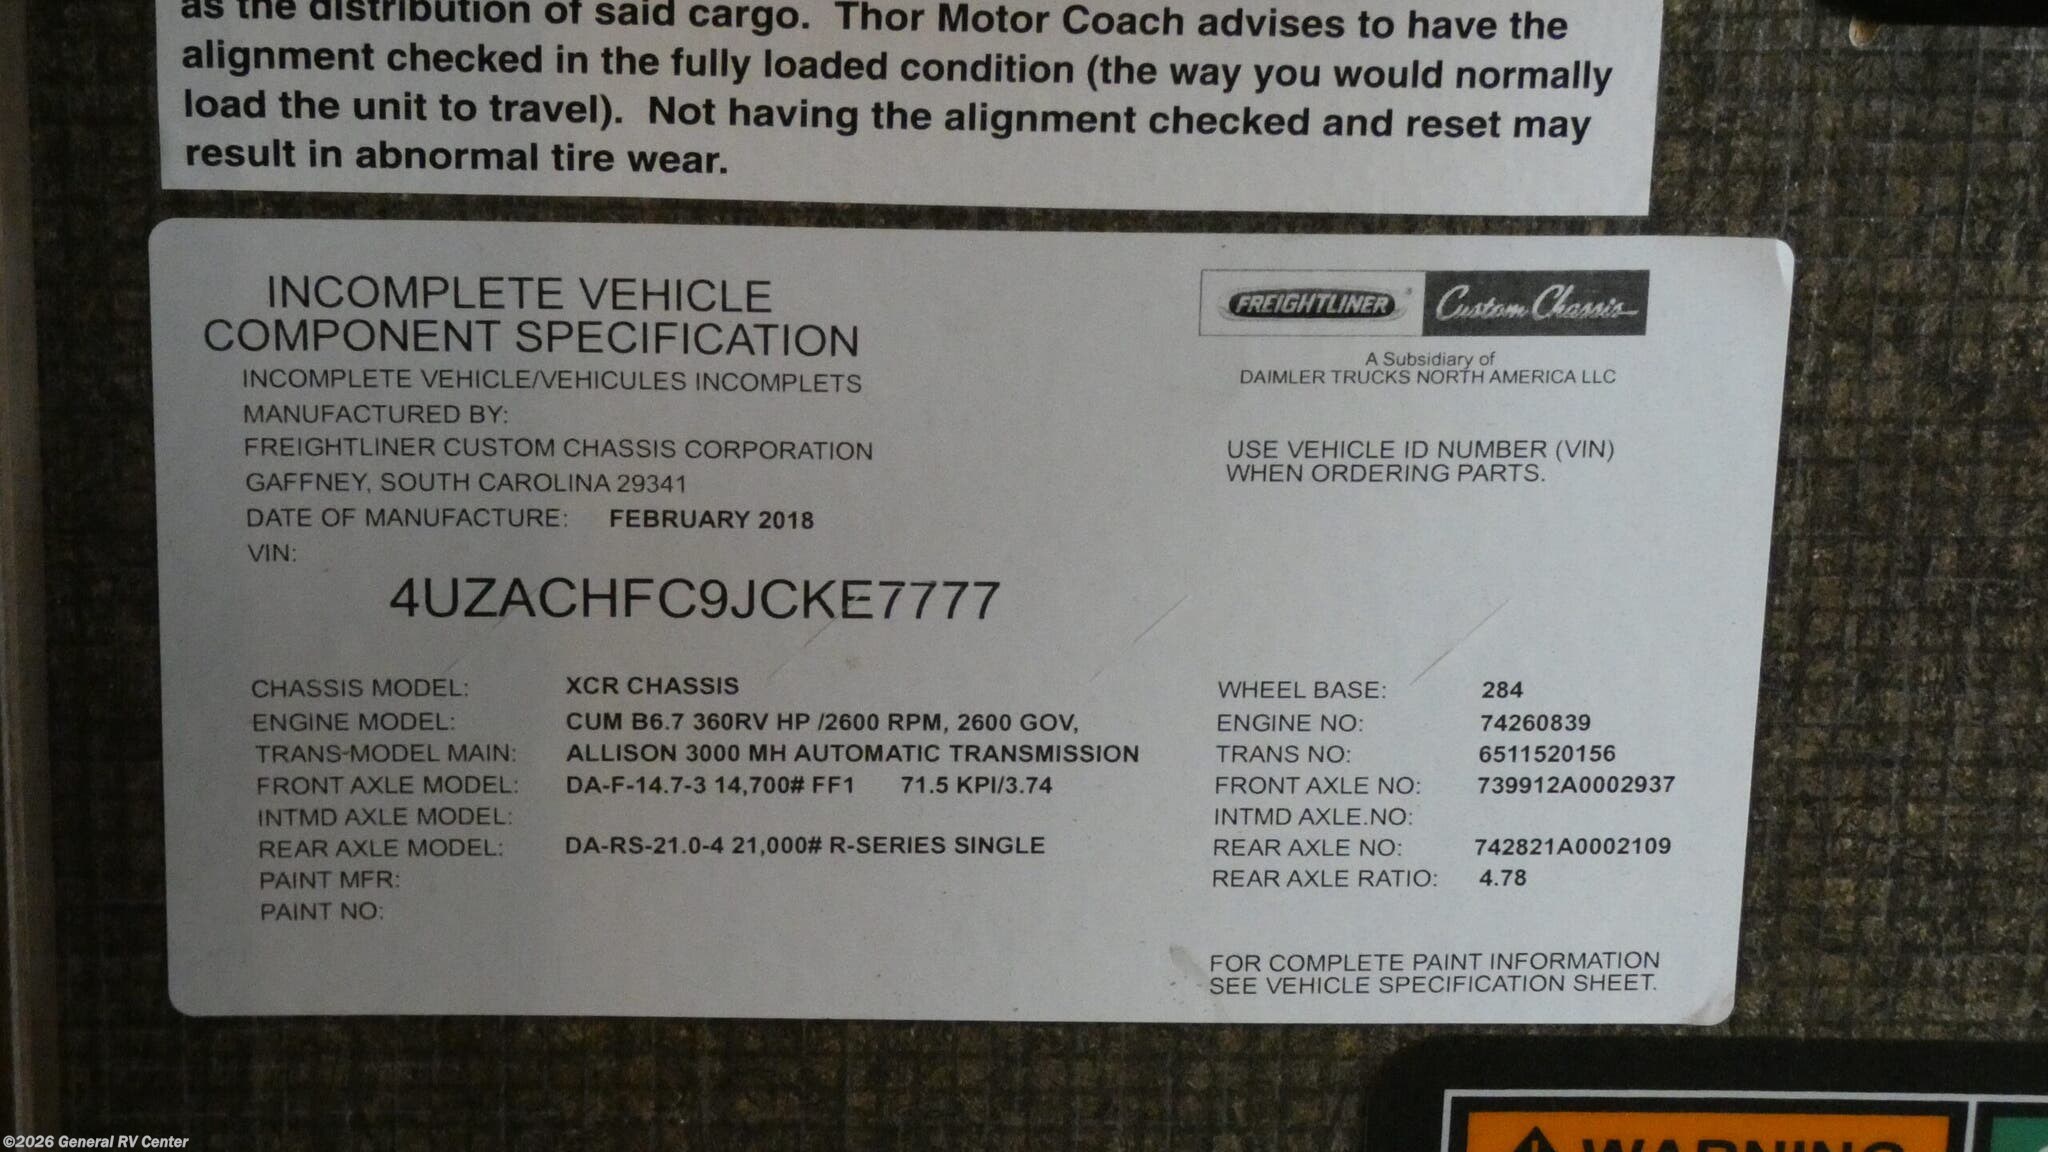 as the distribution of said cargo. Thor Motor Coach advises to have the
alignment checked in the fully loaded condition (the way you would normally
load the unit to travel). Not having the alignment checked and reset may
result in abnormal tire wear.
INCOMPLETE VEHICLE
COMPONENT SPECIFICATION
INCOMPLETE VEHICLE/VEHICULES INCOMPLETS
MANUFACTURED BY:
FREIGHTLINER CUSTOM CHASSIS CORPORATION
GAFFNEY, SOUTH CAROLINA 29341
DATE OF MANUFACTURE: FEBRUARY 2018
VIN:
4UZACHFC9JCKE7777
FREIGHTLINER Custom Chassis
A Subsidiary of
DAIMLER TRUCKS NORTH AMERICA LLC
USE VEHICLE ID NUMBER (VIN)
WHEN ORDERING PARTS.
CHASSIS MODEL: XCR CHASSIS
ENGINE MODEL: CUM B6.7 360RV HP /2600 RPM, 2600 GOV,
TRANS-MODEL MAIN: ALLISON 3000 MH AUTOMATIC TRANSMISSION
FRONT AXLE MODEL: DA-F-14.7-3 14,700# FF1 71.5 KPI/3.74
INTMD AXLE MODEL:
REAR AXLE MODEL: DA-RS-21.0-4 21,000# R-SERIES SINGLE
PAINT MFR:
PAINT NO:
WHEEL BASE: 284
ENGINE NO: 74260839
TRANS NO: 6511520156
FRONT AXLE NO: 739912A0002937
INTMD AXLE.NO:
REAR AXLE NO: 742821A0002109
REAR AXLE RATIO: 4.78
FOR COMPLETE PAINT INFORMATION
SEE VEHICLE SPECIFICATION SHEET.
WARNING
©2026 General RV Center